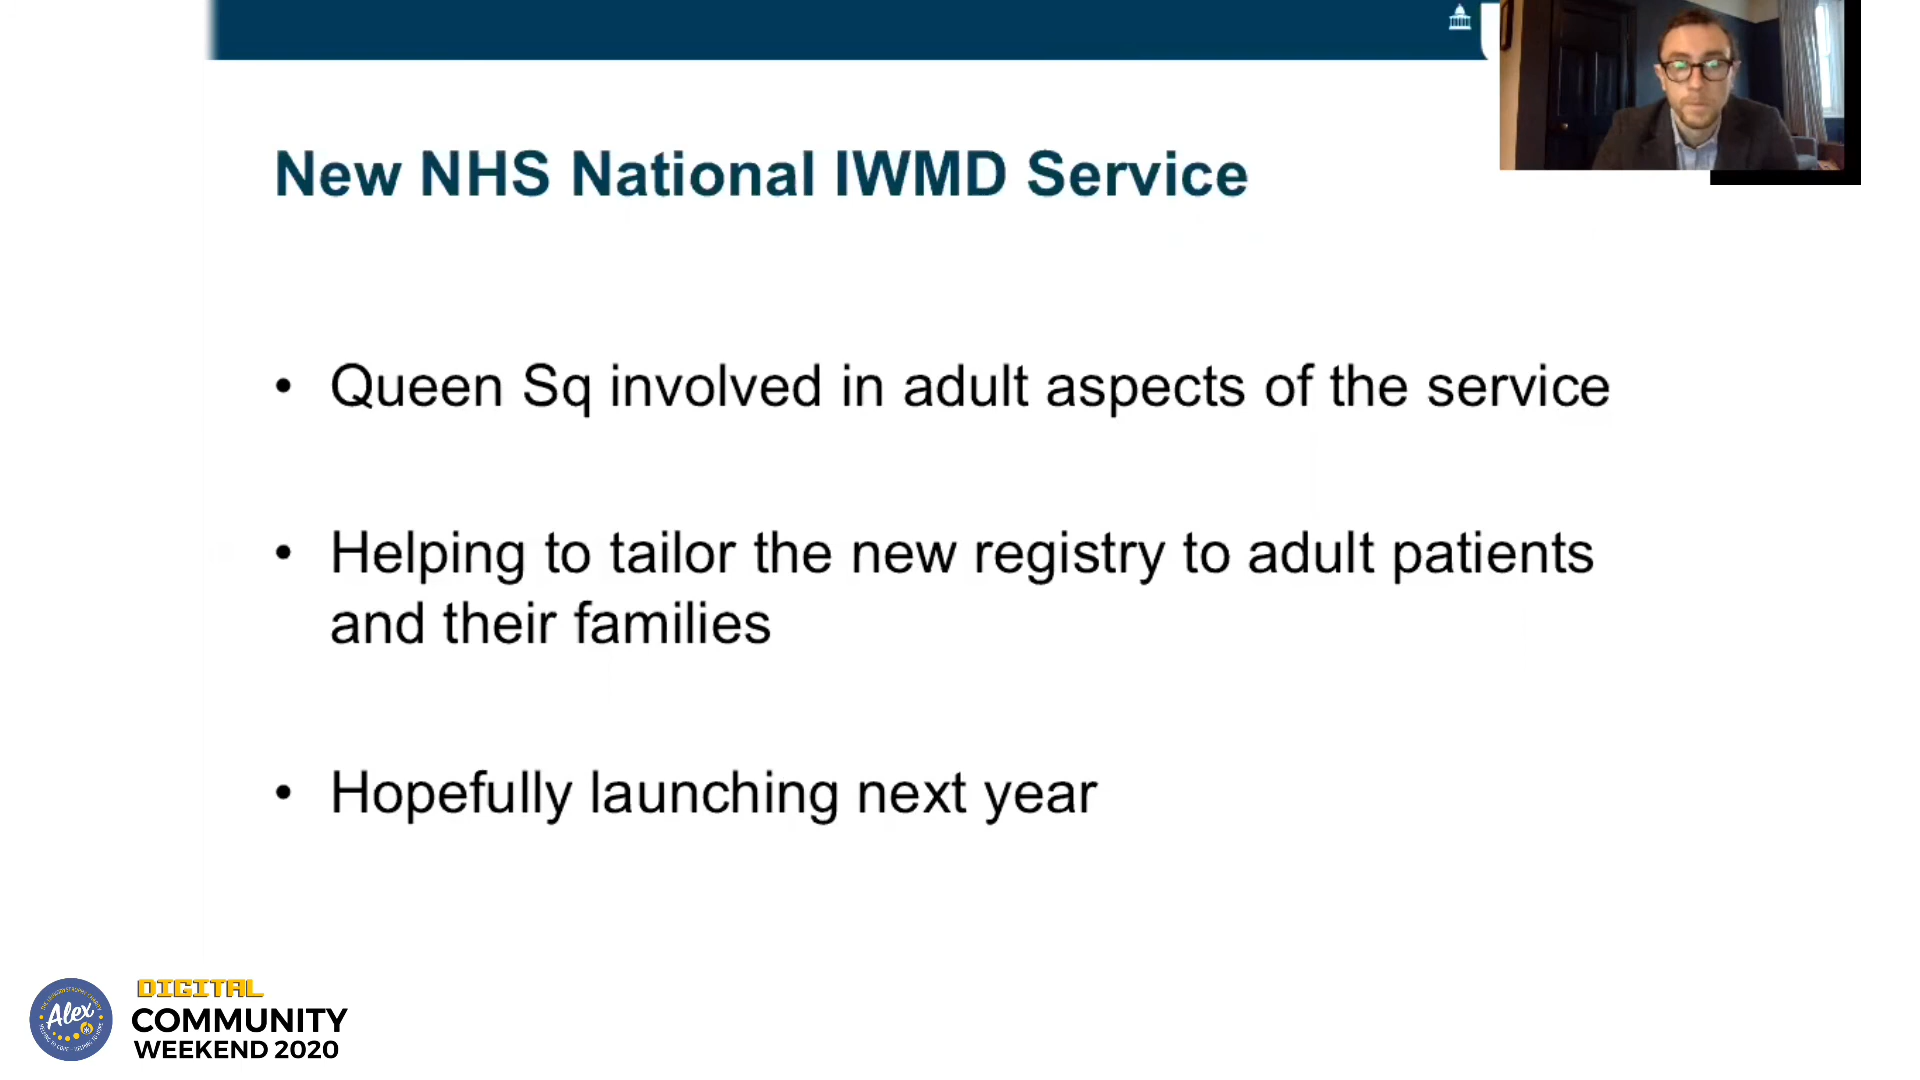 New NHS National IWMD Service
• Queen Sq involved in adult aspects of the service
• Helping to tailor the new registry to adult patients
and their families
• Hopefully launching next year
Alex
DIGITAL
COMMUNITY
WEEKEND 2020